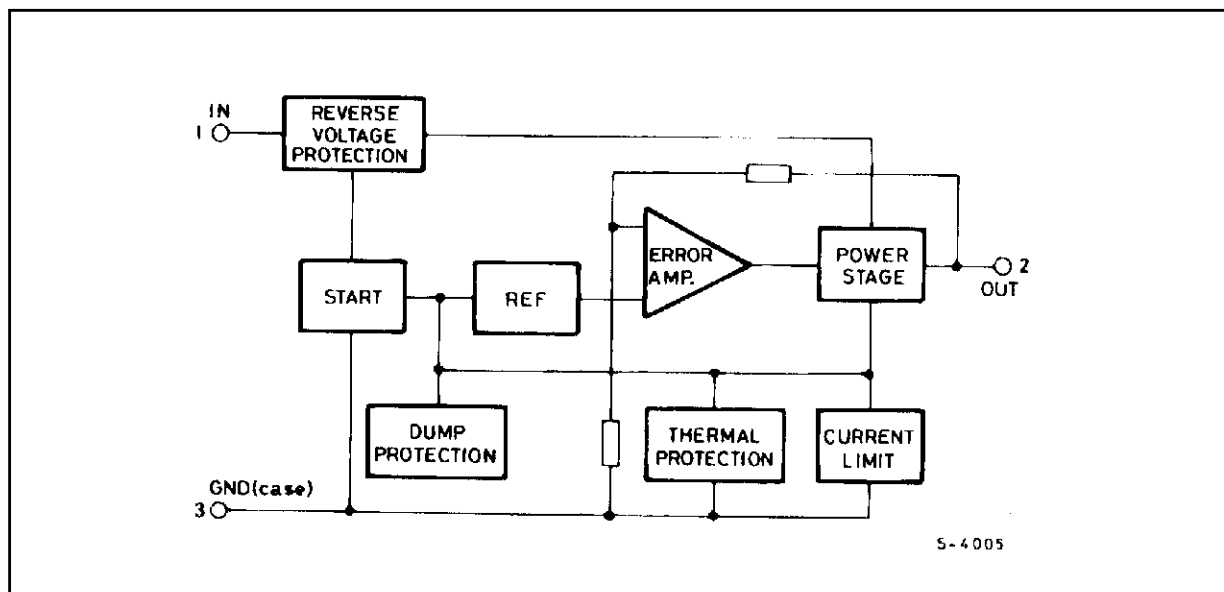 IN
1
REVERSE
VOLTAGE
PROTECTION
ERROR
AMP.
POWER
STAGE
2
OUT
START
REF
DUMP
PROTECTION
THERMAL
PROTECTION
CURRENT
LIMIT
GND(case)
3
S-4005